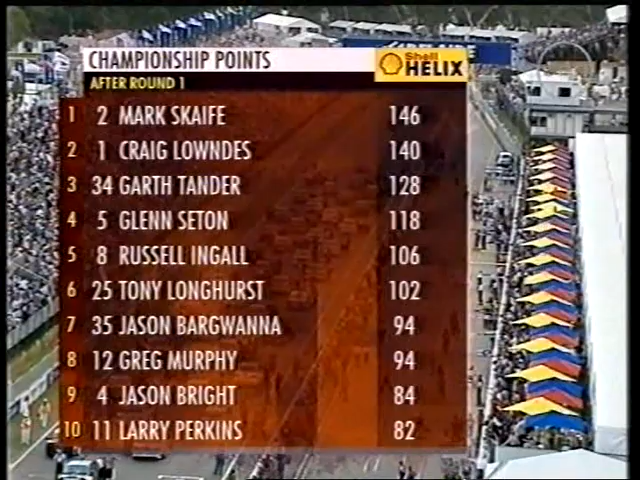 CHAMPIONSHIP POINTS
Shell HELIX
AFTER ROUND 1
1 2 MARK SKAIFE 146
2 1 CRAIG LOWNDES 140
3 34 GARTH TANDER 128
4 5 GLENN SETON 118
5 8 RUSSELL INGALL 106
6 25 TONY LONGHURST 102
7 35 JASON BARGWANNA 94
8 12 GREG MURPHY 94
9 4 JASON BRIGHT 84
10 11 LARRY PERKINS 82